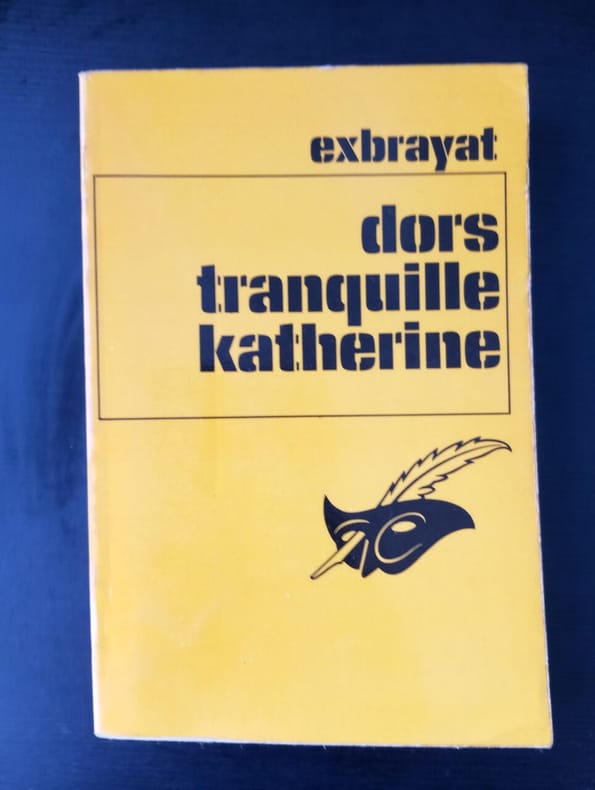 exbrayat
dors
tranquille
katherine